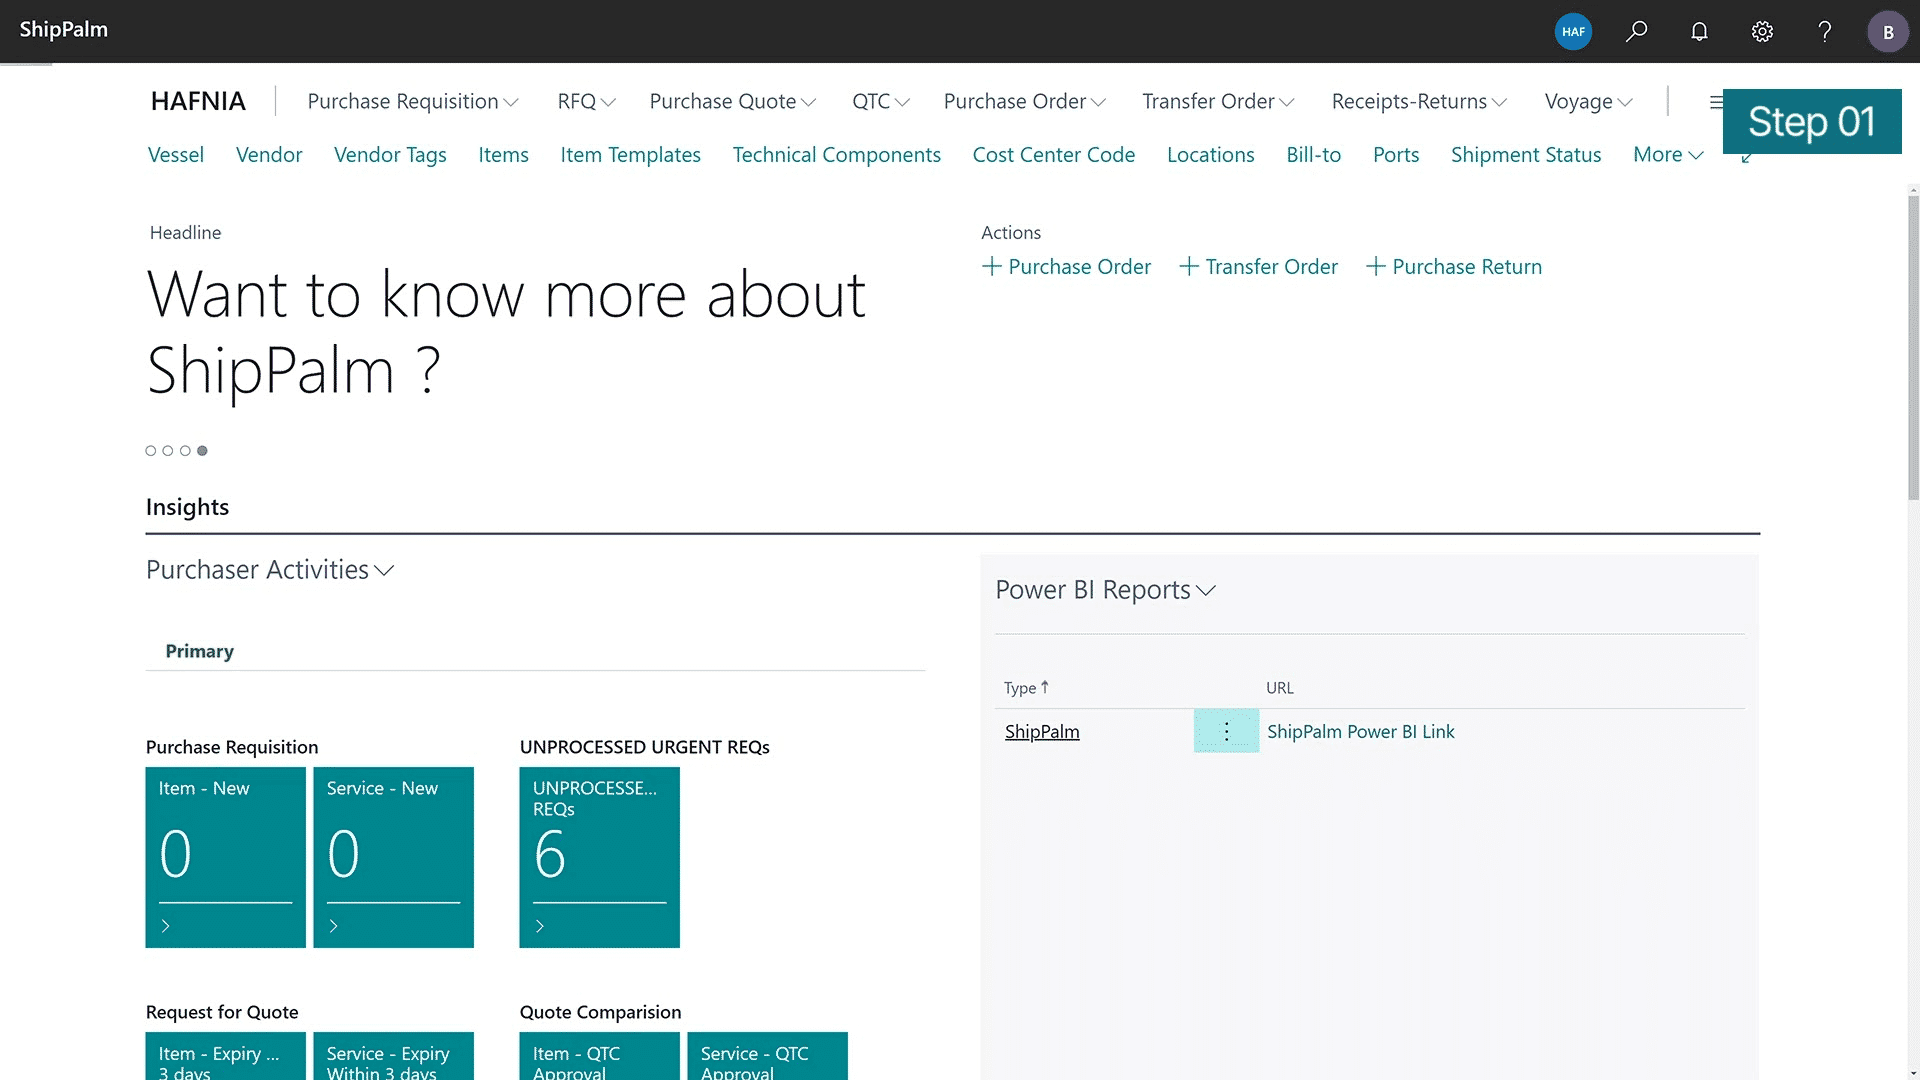 ShipPalm
HAF
B
HAFNIA
Purchase Requisition
RFQ
Purchase Quote
QTC
Purchase Order
Transfer Order
Receipts-Returns
Voyage
Step 01
Vessel
Vendor
Vendor Tags
Items
Item Templates
Technical Components
Cost Center Code
Locations
Bill-to
Ports
Shipment Status
More
Headline
Want to know more about
ShipPalm ?
Actions
+ Purchase Order
+ Transfer Order
+ Purchase Return
Insights
Purchaser Activities
Primary
Purchase Requisition
Item - New
0
Service - New
0
UNPROCESSED URGENT REQs
UNPROCESSE...
REQs
6
Request for Quote
Item - Expiry ...
3 days
Service - Expiry
Within 3 days
Quote Comparision
Item - QTC
Approval
Service - QTC
Approval
Power BI Reports
Type ↑
URL
ShipPalm
ShipPalm Power BI Link